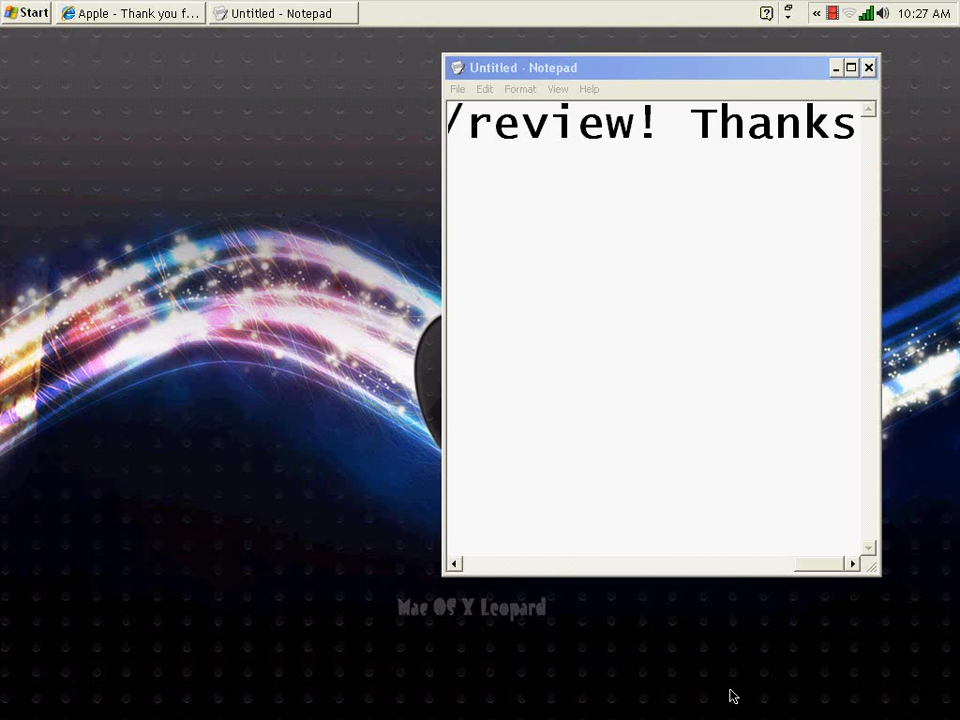 Start
Apple - Thank you f...
Untitled - Notepad
10:27 AM
Untitled - Notepad
File Edit Format View Help
/review! Thanks
Mac OS X Leopard